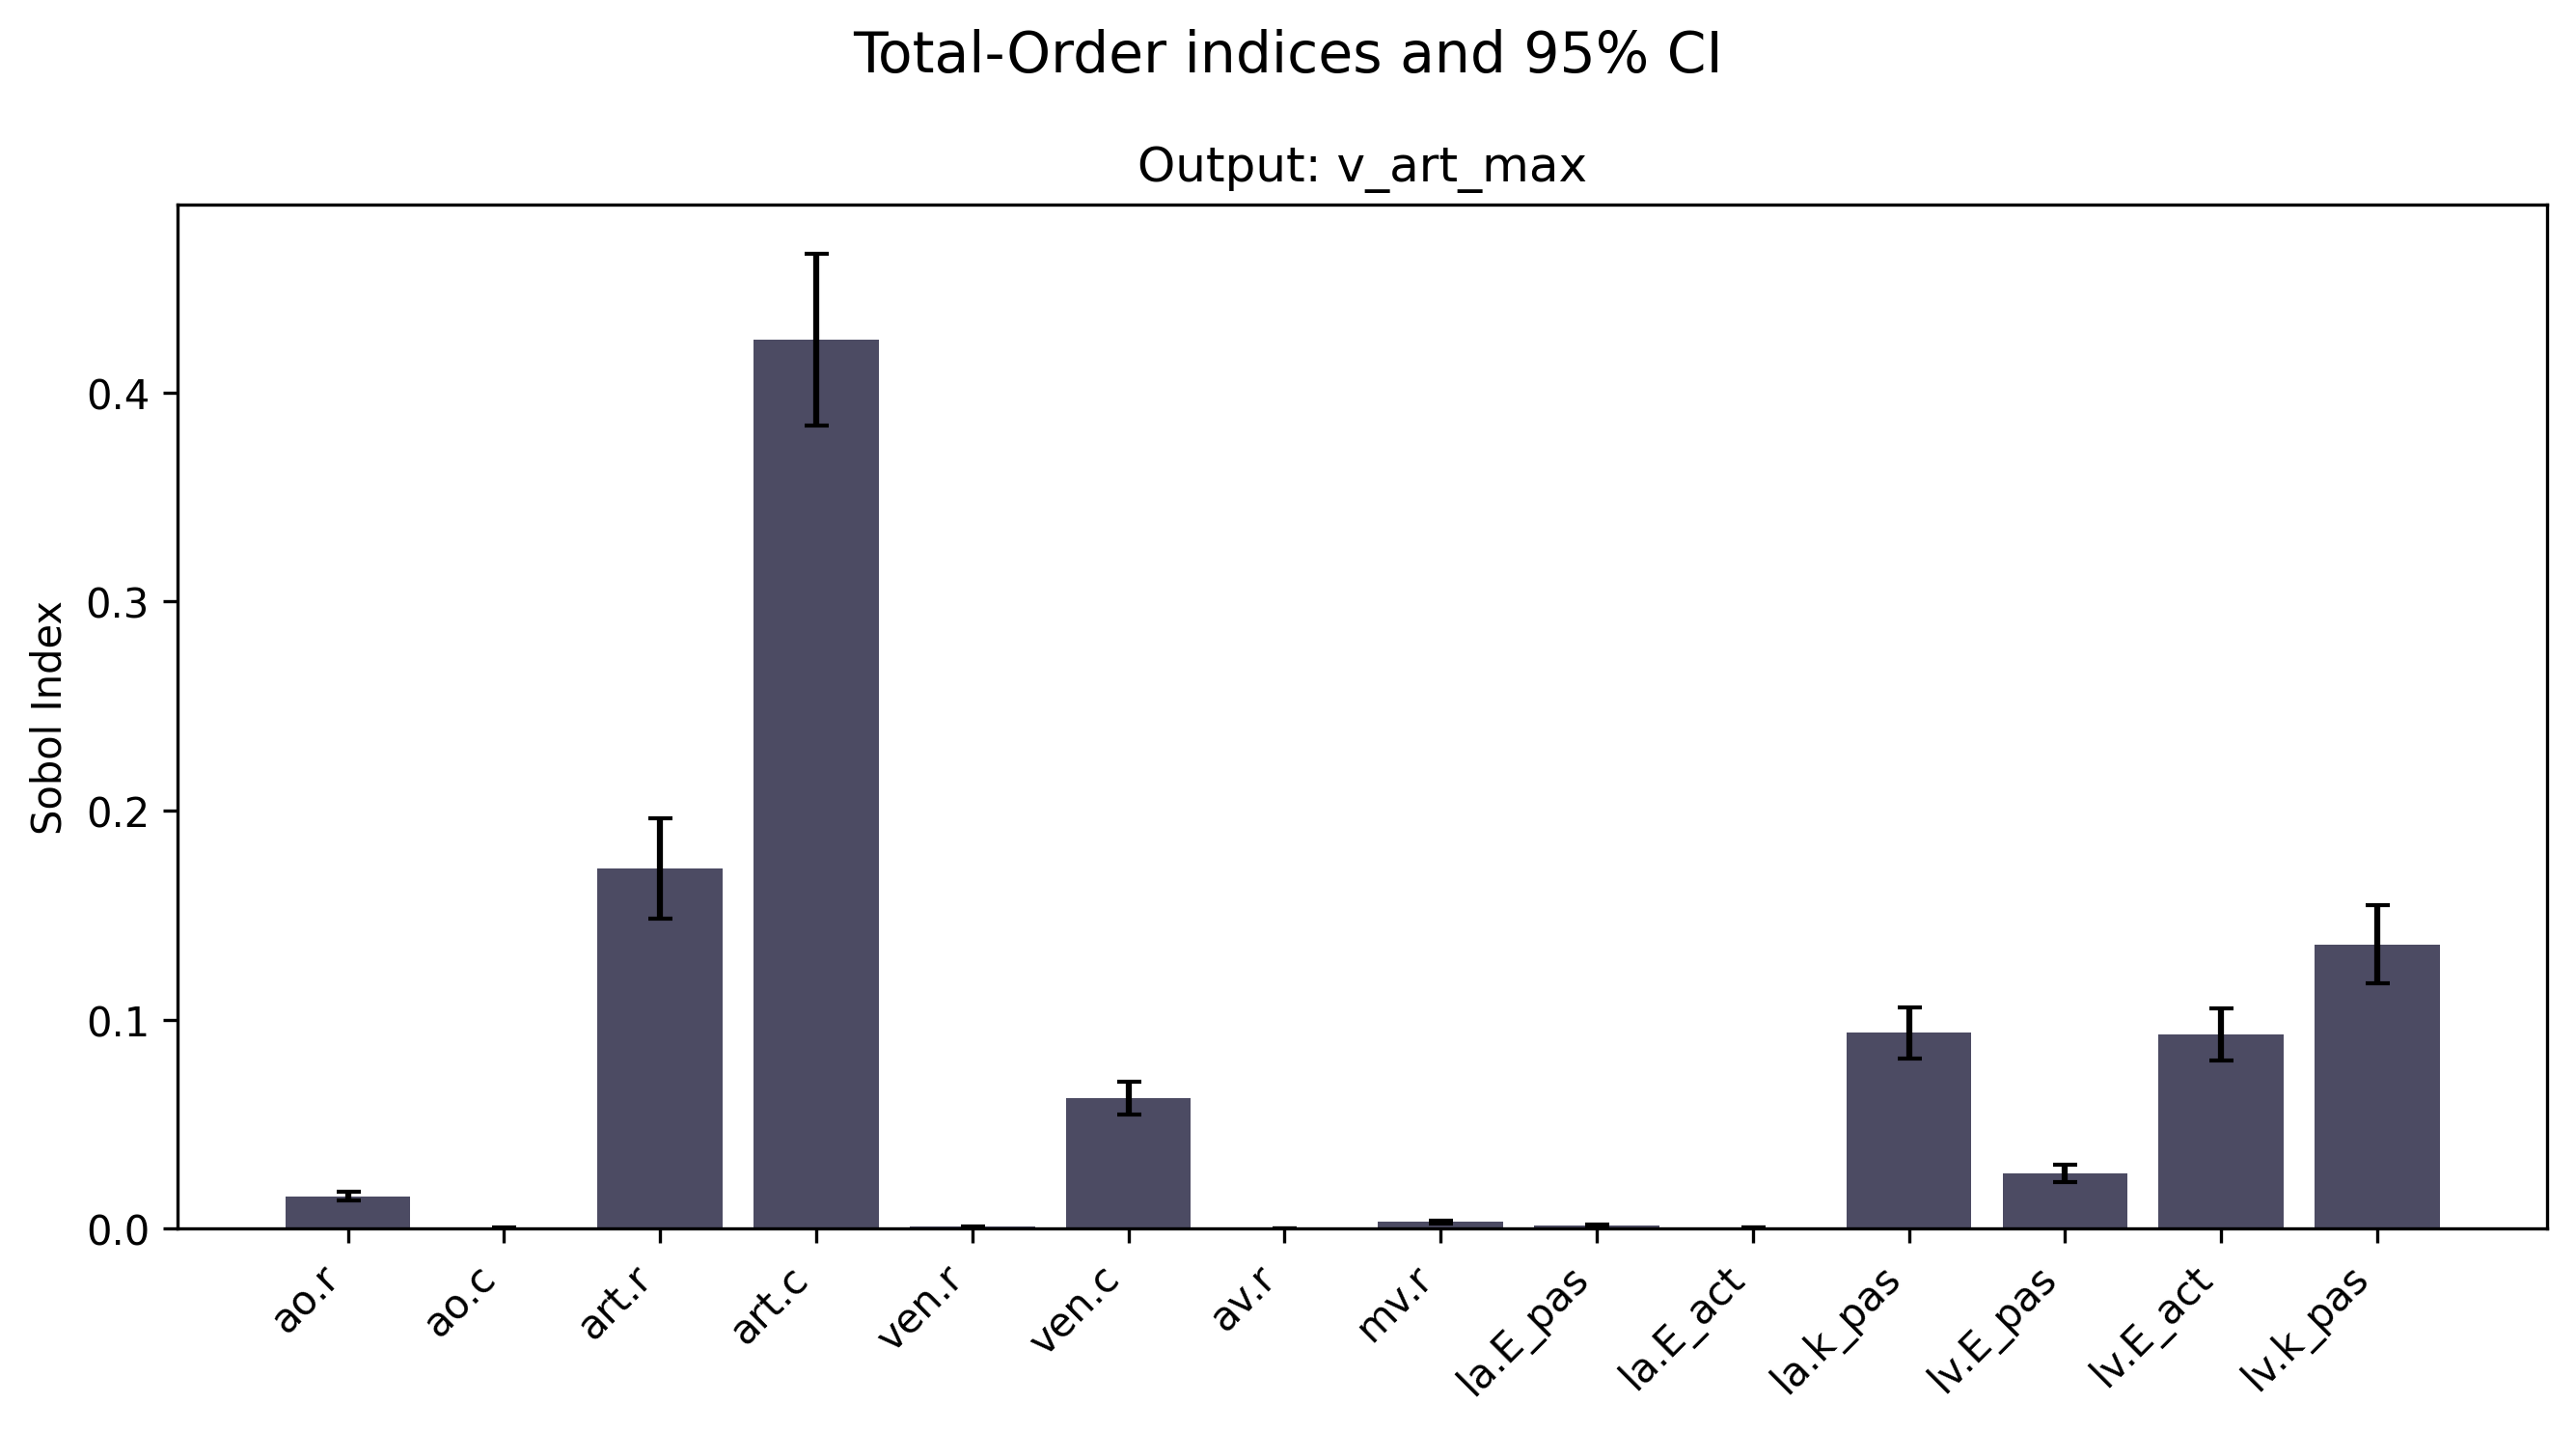 Total-Order indices and 95% CI
Output: v_art_max
Sobol Index
0.4
0.3
0.2
0.1
0.0
ao.r
ao.c
art.r
art.c
ven.r
ven.c
av.r
mv.r
la.E_pas
la.E_act
la.k_pas
lv.E_pas
lv.E_act
lv.k_pas